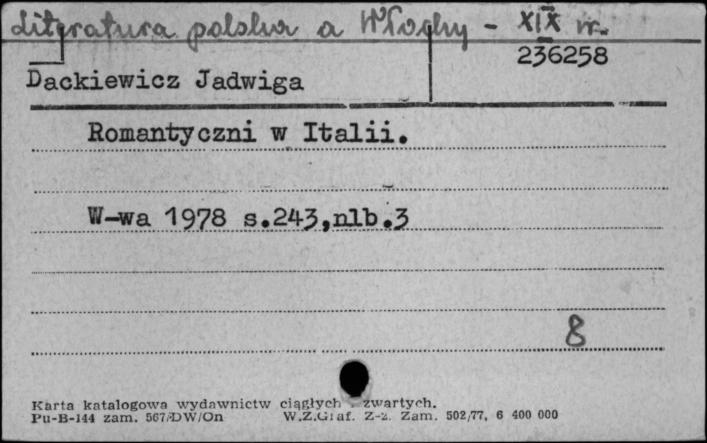 Literatura polska a Włochy - XIX w.
236258
Dackiewicz Jadwiga
Romantyczni w Italii.
W-wa 1978 s.243,nlb.3
8
Karta katalogowa wydawnictw ciągłych zwartych.
Pu-B-144 zam. 567/DW/On W.Z.Graf. Z-z. Zam. 502/77, 6 400 000